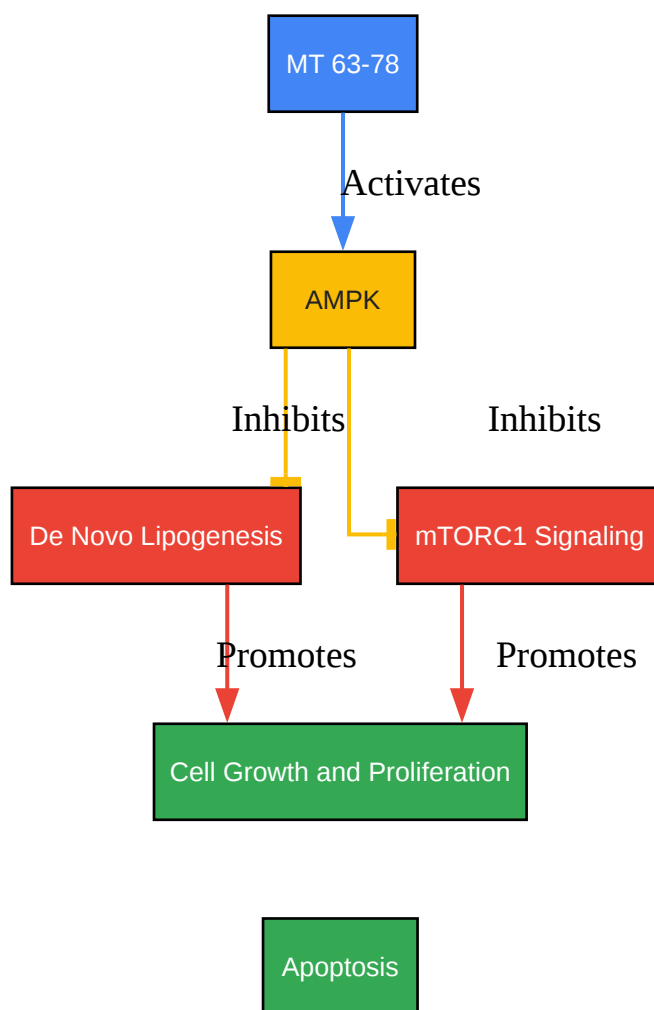 MT 63-78
Activates
AMPK
Inhibits
Inhibits
De Novo Lipogenesis
mTORC1 Signaling
Promotes
Promotes
Cell Growth and Proliferation
Apoptosis